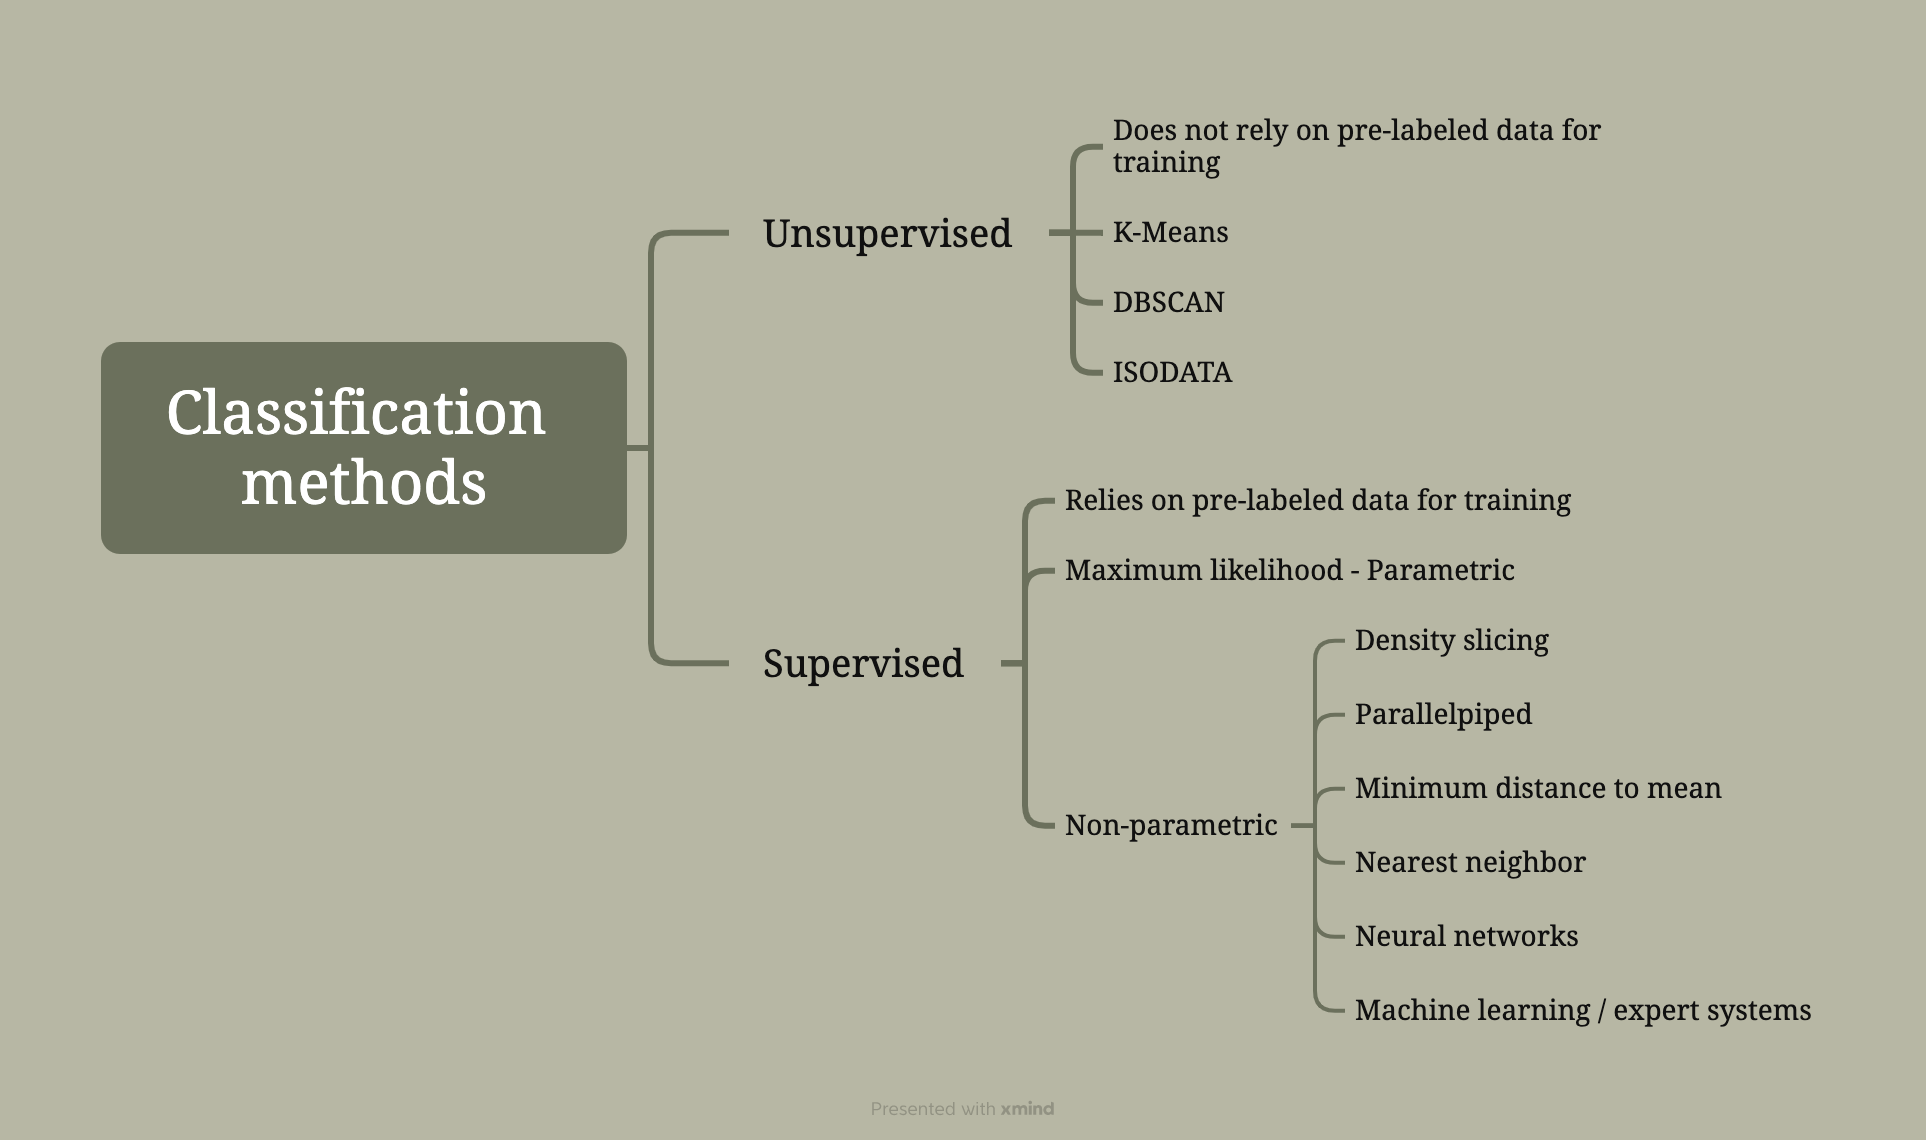 Classification
methods
Unsupervised
Does not rely on pre-labeled data for
training
K-Means
DBSCAN
ISODATA
Supervised
Relies on pre-labeled data for training
Maximum likelihood - Parametric
Non-parametric
Density slicing
Parallelpiped
Minimum distance to mean
Nearest neighbor
Neural networks
Machine learning / expert systems
Presented with xmind